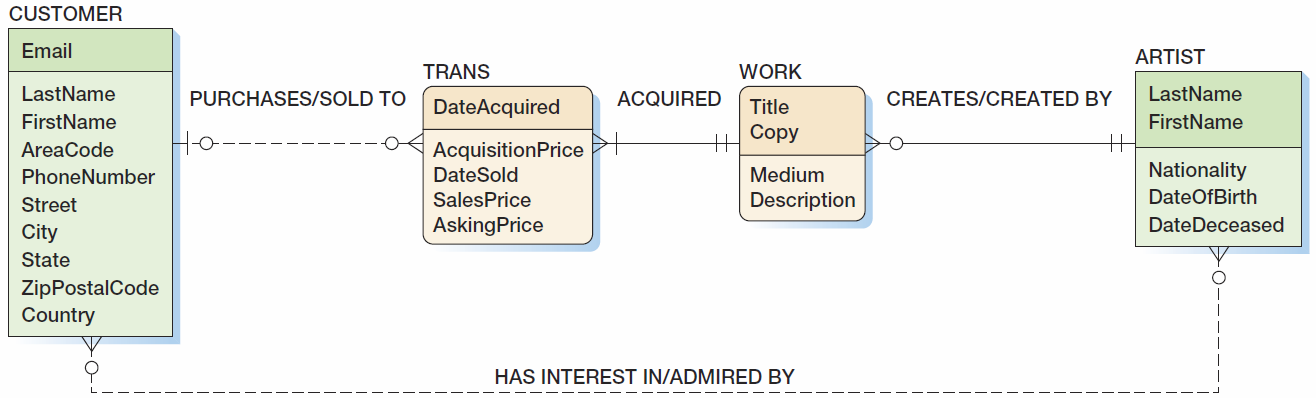 CUSTOMER
Email
LastName
FirstName
AreaCode
PhoneNumber
Street
City
State
ZipPostalCode
Country
PURCHASES/SOLD TO
TRANS
DateAcquired
AcquisitionPrice
DateSold
SalesPrice
AskingPrice
ACQUIRED
WORK
Title
Copy
Medium
Description
CREATES/CREATED BY
ARTIST
LastName
FirstName
Nationality
DateOfBirth
DateDeceased
HAS INTEREST IN/ADMIRED BY